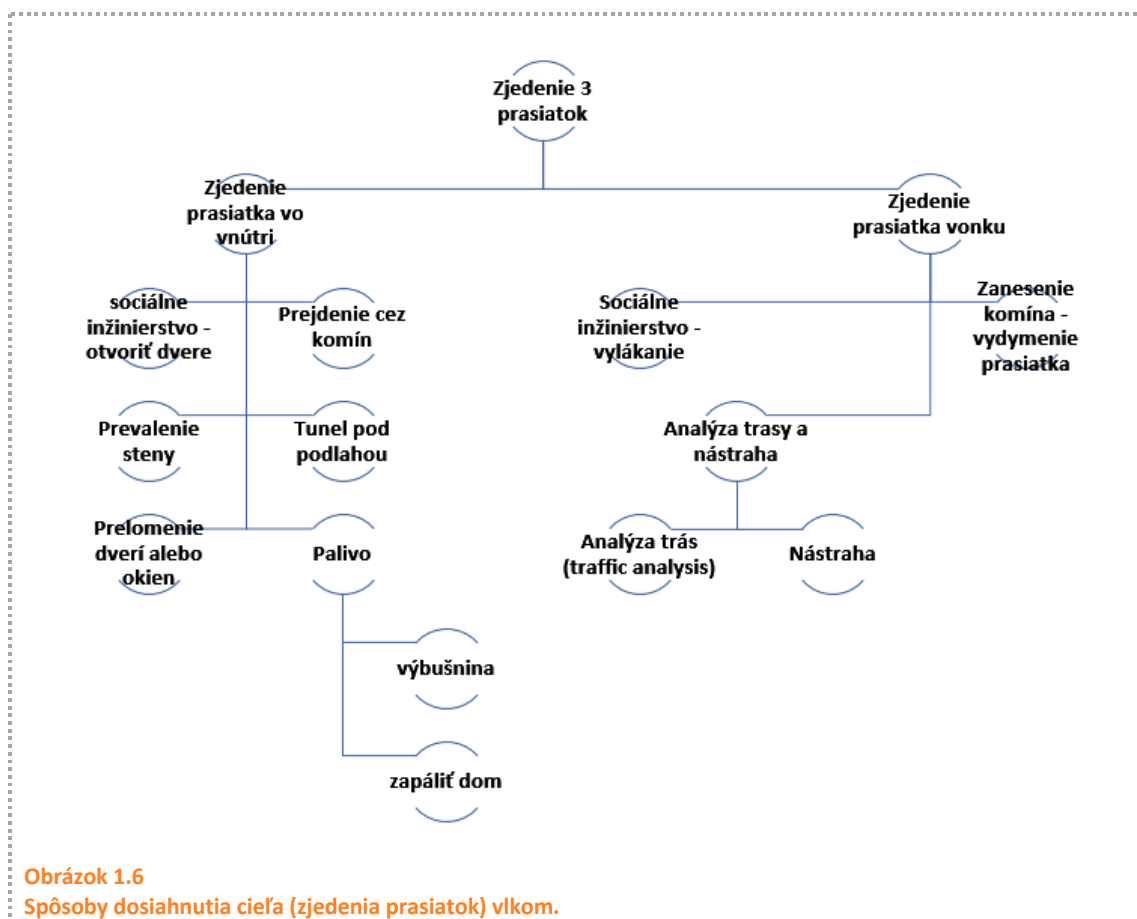 Zjedenie 3
prasiatok
Zjedenie
prasiatka vo
vnútri
Zjedenie
prasiatka vonku
sociálne
inžinierstvo -
otvoriť dvere
Prejdenie cez
komín
Sociálne
inžinierstvo -
vylákanie
Zanesenie
komína -
vydymenie
prasiatka
Prevalenie
steny
Tunel pod
podlahou
Analýza trasy a
nástraha
Prelomenie
dverí alebo
okien
Palivo
Analýza trás
(traffic analysis)
Nástraha
výbušnina
zapáliť dom
Obrázok 1.6
Spôsoby dosiahnutia cieľa (zjedenia prasiatok) vlkom.